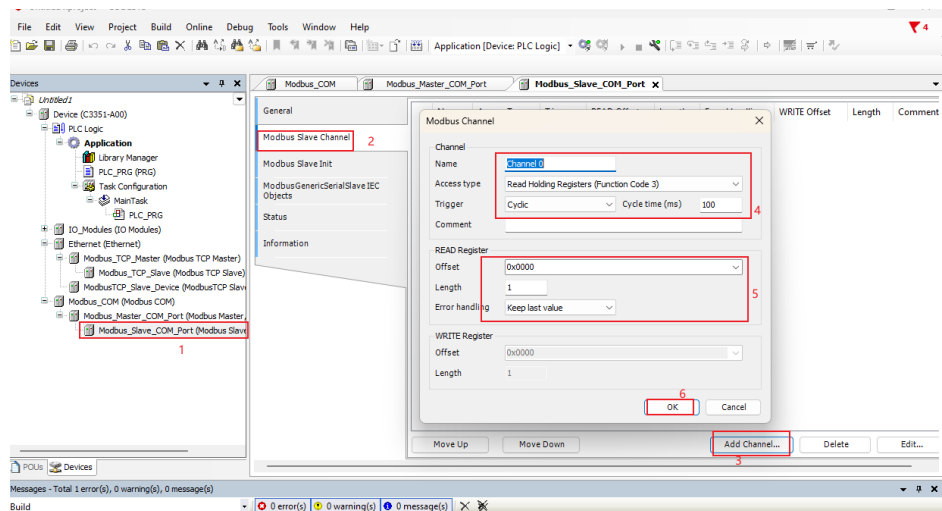 File Edit View Project Build Online Debug Tools Window Help
4
Application [Device: PLC Logic]
Devices
Modbus_COM
Modbus_Master_COM_Port
Modbus_Slave_COM_Port
Untitled1
Device (C3351-A00)
PLC Logic
Application
Library Manager
PLC_PRG (PRG)
Task Configuration
MainTask
PLC_PRG
IO_Modules (IO Modules)
Ethernet (Ethernet)
Modbus_TCP_Master (Modbus TCP Master)
Modbus_TCP_Slave (Modbus TCP Slave)
ModbusTCP_Slave_Device (ModbusTCP Slav
Modbus_COM (Modbus COM)
Modbus_Master_COM_Port (Modbus Master,
Modbus_Slave_COM_Port (Modbus Slave
1
General
Modbus Slave Channel
2
Modbus Slave Init
ModbusGenericSerialSlave IEC
Objects
Status
Information
WRITE Offset Length Comment
Modbus Channel
Channel
Name Channel 0
Access type Read Holding Registers (Function Code 3)
Trigger Cyclic Cycle time (ms) 100
4
Comment
READ Register
Offset 0x0000
Length 1
5
Error handling Keep last value
WRITE Register
Offset 0x0000
Length 1
6
OK Cancel
Move Up Move Down Add Channel... Delete Edit...
3
POUs Devices
Messages - Total 1 error(s), 0 warning(s), 0 message(s)
Build 0 error(s) 0 warning(s) 0 message(s)